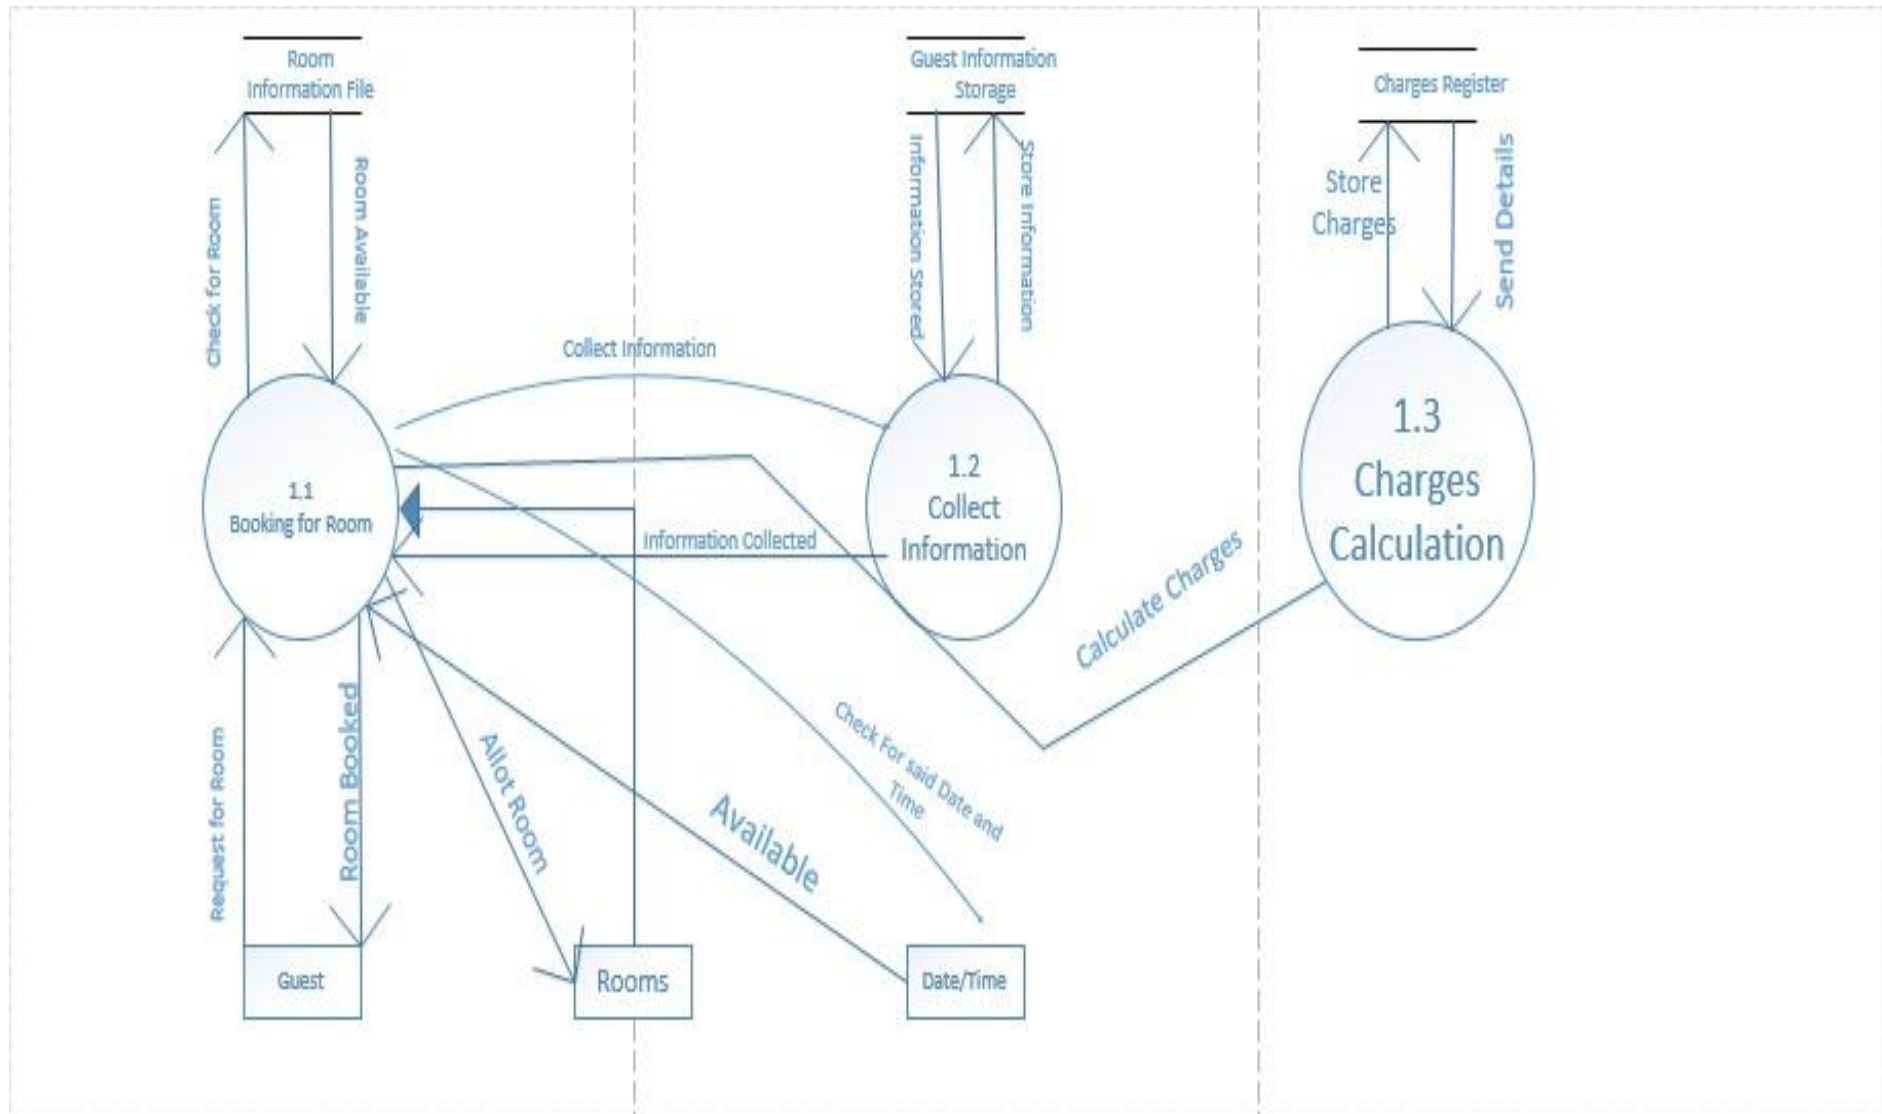 Room
Information File
Guest Information
Storage
Charges Register
Check for Room
Room Available
Information Stored
Store Information
Store
Charges
Send Details
Collect Information
1.1
Booking for Room
1.2
Collect
Information
1.3
Charges
Calculation
Information Collected
Calculate Charges
Request for Room
Room Booked
Allot Room
Available
Check For said Date and
Time
Guest
Rooms
Date/Time